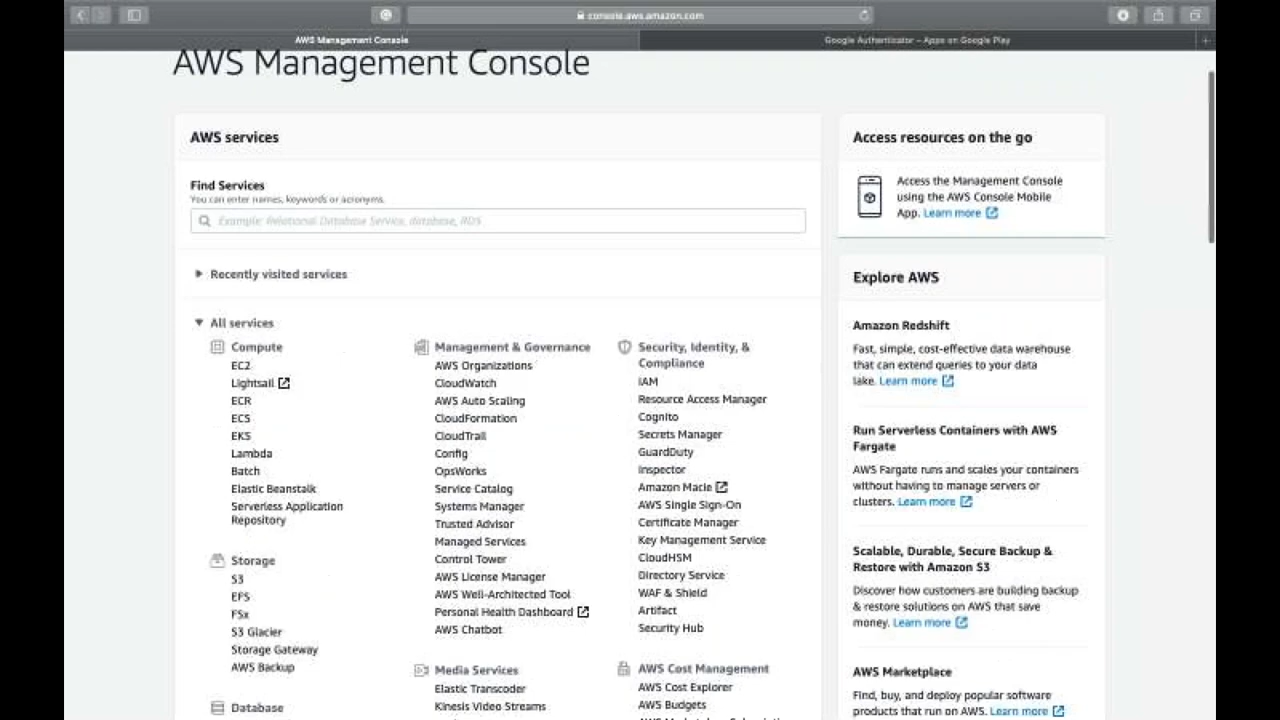 console.aws.amazon.com
AWS Management Console
Google Authenticator – Apps on Google Play
AWS Management Console
AWS services
Find Services
You can enter names, keywords or acronyms.
Example: Relational Database Service, database, RDS
Recently visited services
All services
Compute
EC2
Lightsail
ECR
ECS
EKS
Lambda
Batch
Elastic Beanstalk
Serverless Application
Repository
Storage
S3
EFS
FSx
S3 Glacier
Storage Gateway
AWS Backup
Database
Management & Governance
AWS Organizations
CloudWatch
AWS Auto Scaling
CloudFormation
CloudTrail
Config
OpsWorks
Service Catalog
Systems Manager
Trusted Advisor
Managed Services
Control Tower
AWS License Manager
AWS Well-Architected Tool
Personal Health Dashboard
AWS Chatbot
Media Services
Elastic Transcoder
Kinesis Video Streams
Security, Identity, &
Compliance
IAM
Resource Access Manager
Cognito
Secrets Manager
GuardDuty
Inspector
Amazon Macie
AWS Single Sign-On
Certificate Manager
Key Management Service
CloudHSM
Directory Service
WAF & Shield
Artifact
Security Hub
AWS Cost Management
AWS Cost Explorer
AWS Budgets
Access resources on the go
Access the Management Console
using the AWS Console Mobile
App. Learn more
Explore AWS
Amazon Redshift
Fast, simple, cost-effective data warehouse
that can extend queries to your data
lake. Learn more
Run Serverless Containers with AWS
Fargate
AWS Fargate runs and scales your containers
without having to manage servers or
clusters. Learn more
Scalable, Durable, Secure Backup &
Restore with Amazon S3
Discover how customers are building backup
& restore solutions on AWS that save
money. Learn more
AWS Marketplace
Find, buy, and deploy popular software
products that run on AWS. Learn more